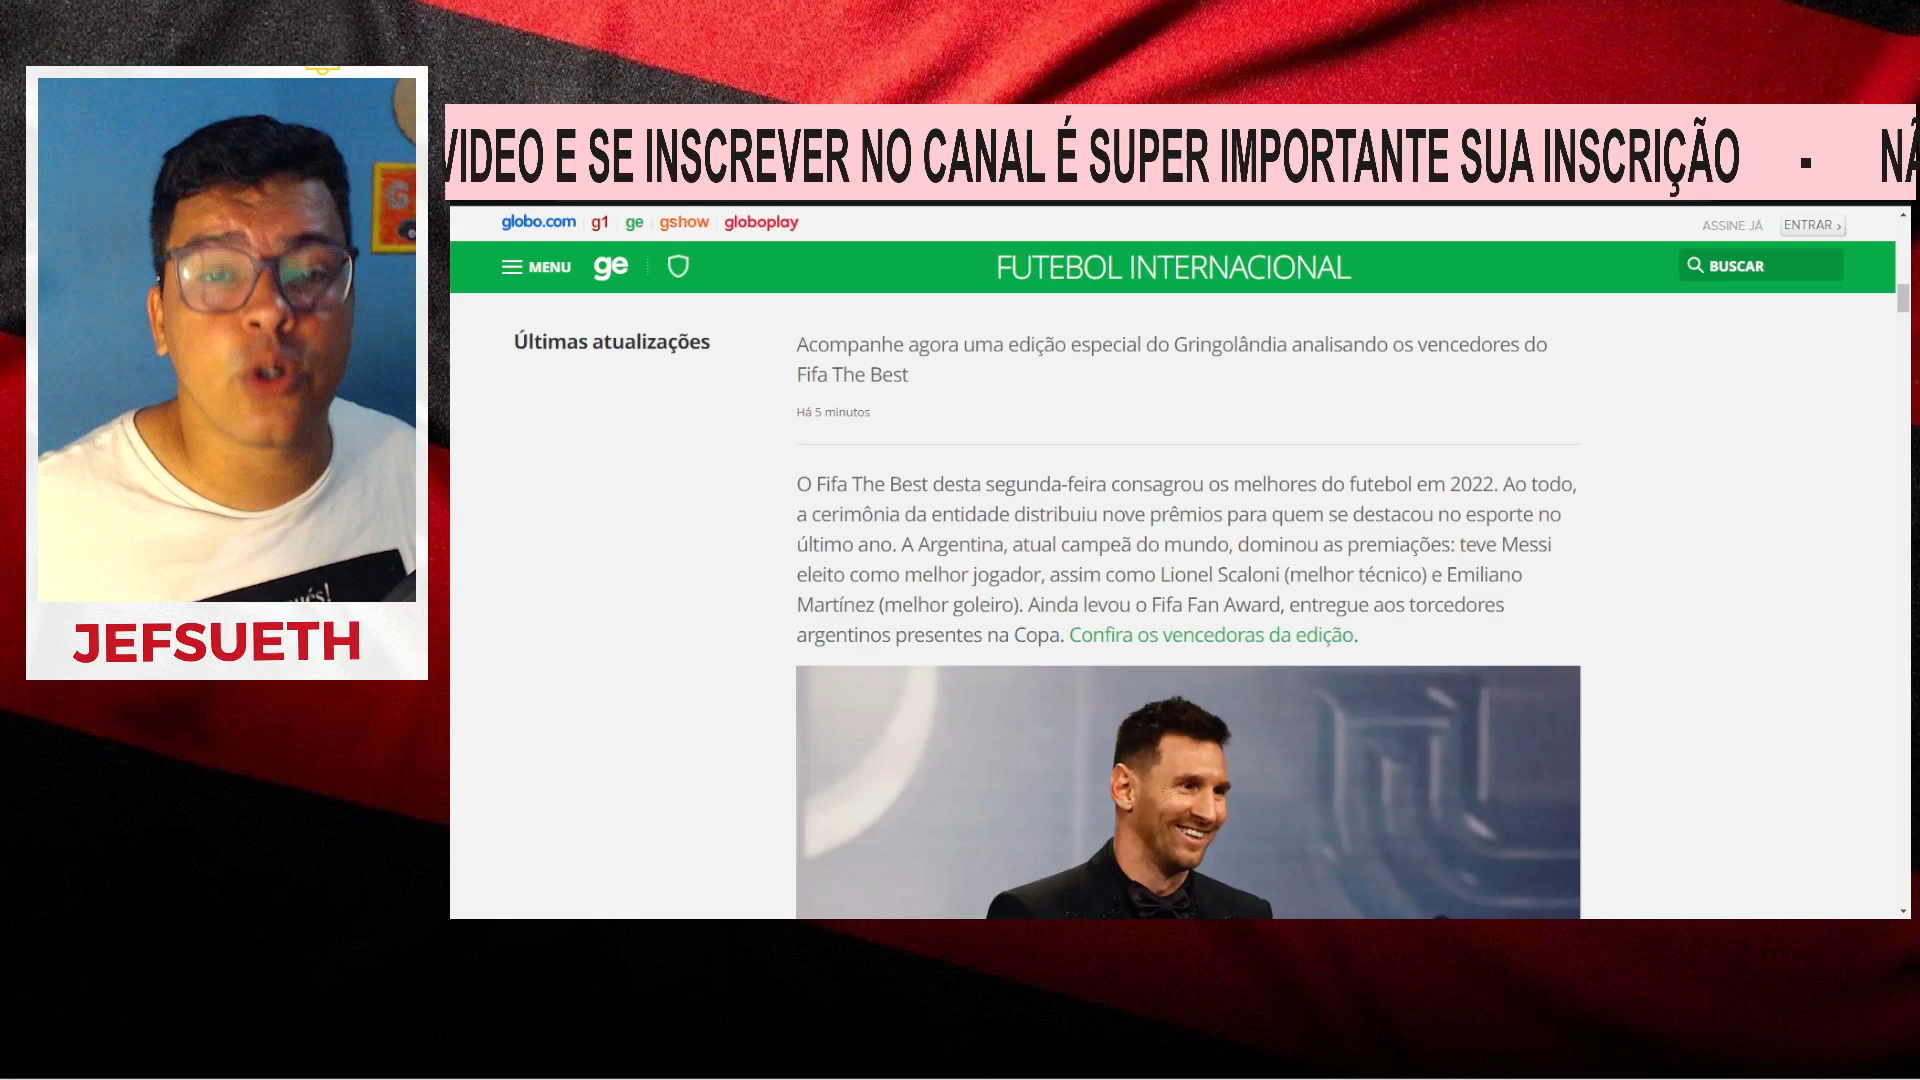 VIDEO E SE INSCREVER NO CANAL É SUPER IMPORTANTE SUA INSCRIÇÃO - 
globo.com g1 ge gshow globoplay
ASSINE JÁ ENTRAR ›
MENU ge
FUTEBOL INTERNACIONAL
BUSCAR
Últimas atualizações
Acompanhe agora uma edição especial do Gringolândia analisando os vencedores do
Fifa The Best
Há 5 minutos
O Fifa The Best desta segunda-feira consagrou os melhores do futebol em 2022. Ao todo,
a cerimônia da entidade distribuiu nove prêmios para quem se destacou no esporte no
último ano. A Argentina, atual campeã do mundo, dominou as premiações: teve Messi
eleito como melhor jogador, assim como Lionel Scaloni (melhor técnico) e Emiliano
Martínez (melhor goleiro). Ainda levou o Fifa Fan Award, entregue aos torcedores
argentinos presentes na Copa. Confira os vencedoras da edição.
JEFSUETH